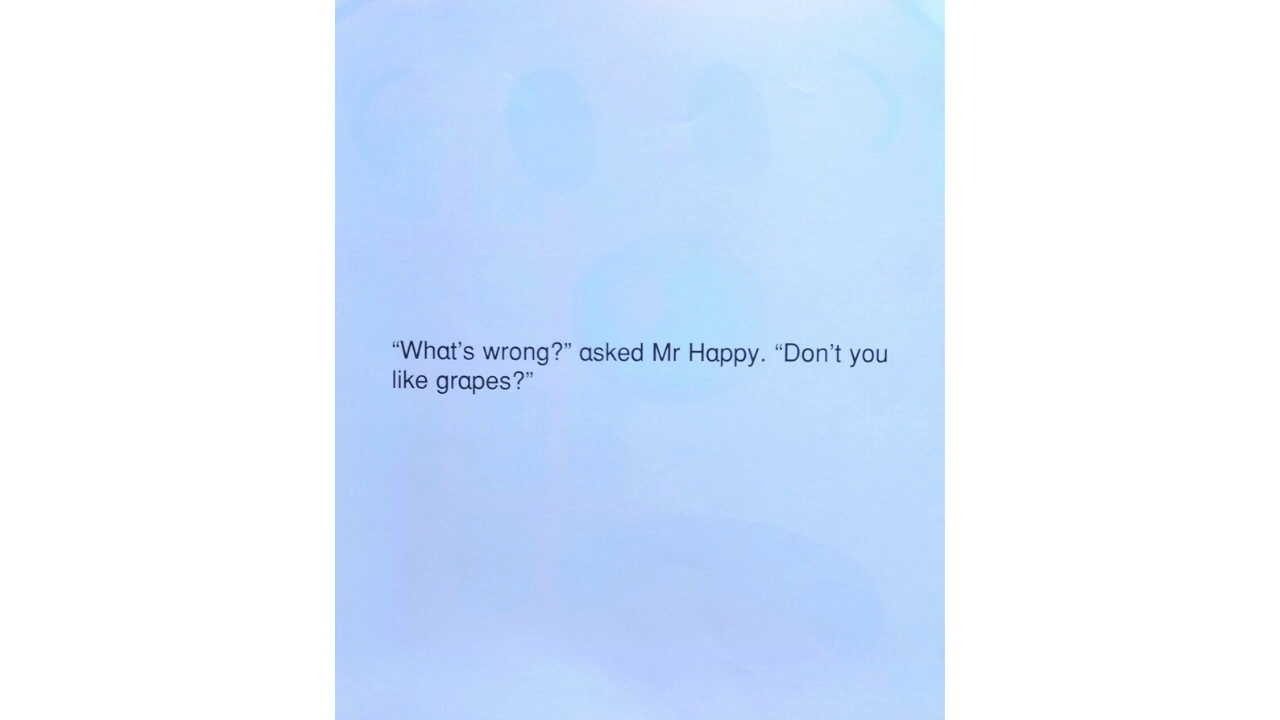 “What’s wrong?” asked Mr Happy. “Don’t you
like grapes?”